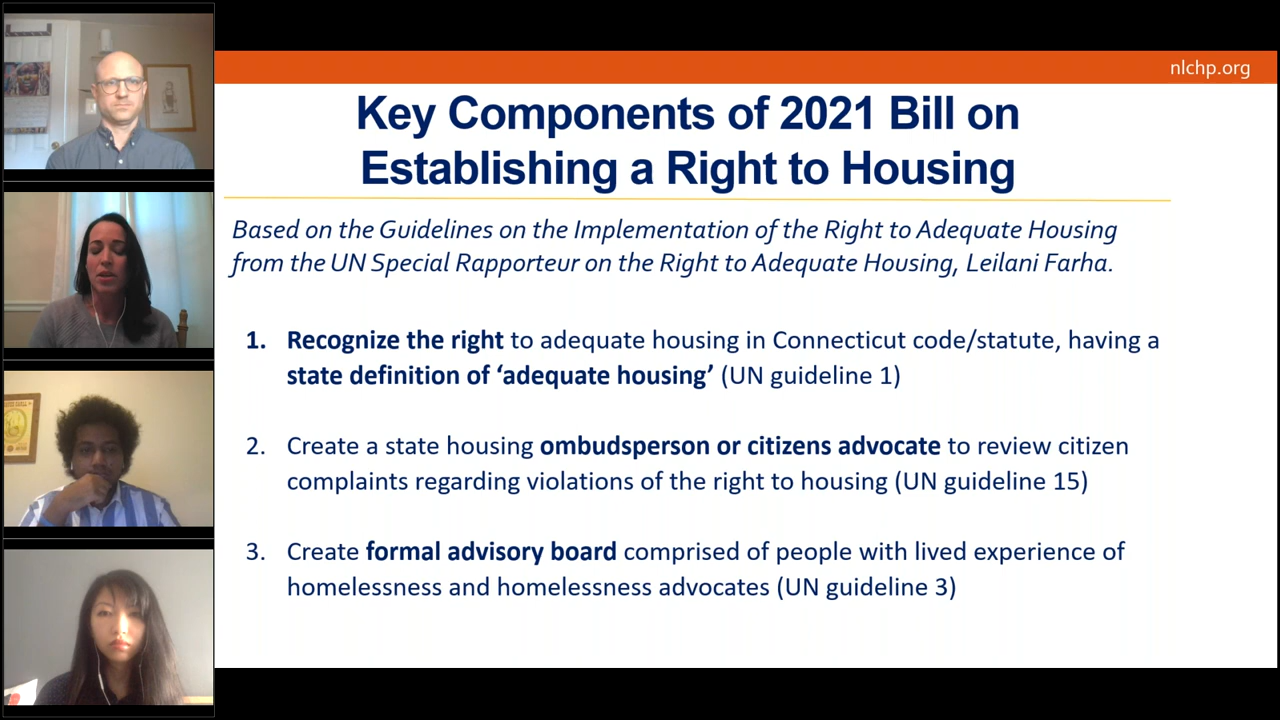 nlchp.org
Key Components of 2021 Bill on
Establishing a Right to Housing
Based on the Guidelines on the Implementation of the Right to Adequate Housing
from the UN Special Rapporteur on the Right to Adequate Housing, Leilani Farha.
1. Recognize the right to adequate housing in Connecticut code/statute, having a
state definition of ‘adequate housing’ (UN guideline 1)
2. Create a state housing ombudsperson or citizens advocate to review citizen
complaints regarding violations of the right to housing (UN guideline 15)
3. Create formal advisory board comprised of people with lived experience of
homelessness and homelessness advocates (UN guideline 3)